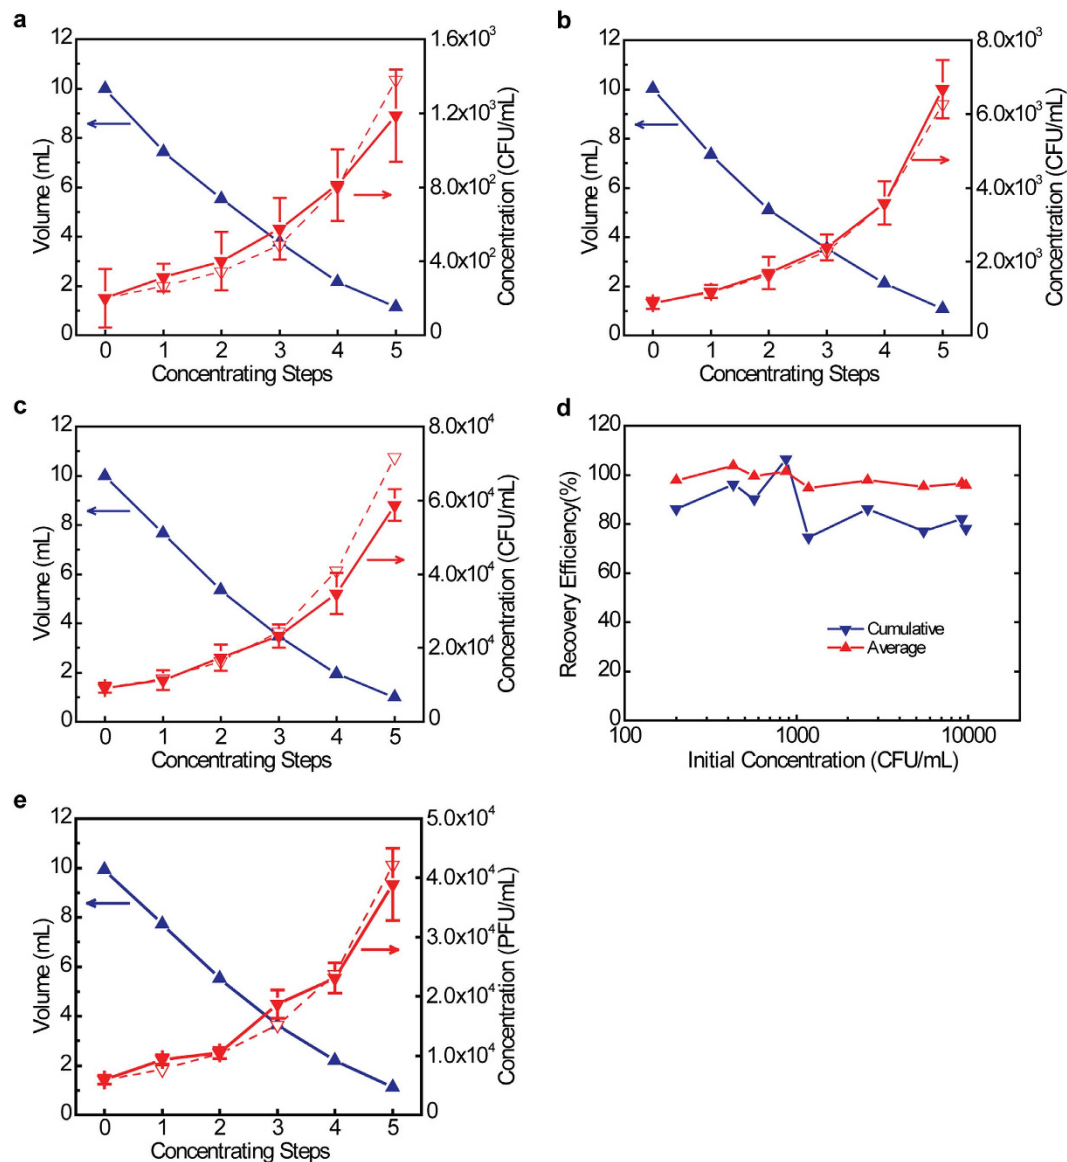 a
12
10
8
6
4
2
0
Volume (mL)
1.6x10³
1.2x10³
8.0x10²
4.0x10²
0
Concentration (CFU/mL)
0 1 2 3 4 5
Concentrating Steps
b
12
10
8
6
4
2
0
Volume (mL)
8.0x10³
6.0x10³
4.0x10³
2.0x10³
0
Concentration (CFU/mL)
0 1 2 3 4 5
Concentrating Steps
c
12
10
8
6
4
2
0
Volume (mL)
8.0x10⁴
6.0x10⁴
4.0x10⁴
2.0x10⁴
0
Concentration (CFU/mL)
0 1 2 3 4 5
Concentrating Steps
d
120
100
80
60
40
20
0
Recovery Efficiency(%)
Cumulative
Average
100 1000 10000
Initial Concentration (CFU/mL)
e
12
10
8
6
4
2
0
Volume (mL)
5.0x10⁴
4.0x10⁴
3.0x10⁴
2.0x10⁴
1.0x10⁴
0
Concentration (PFU/mL)
0 1 2 3 4 5
Concentrating Steps